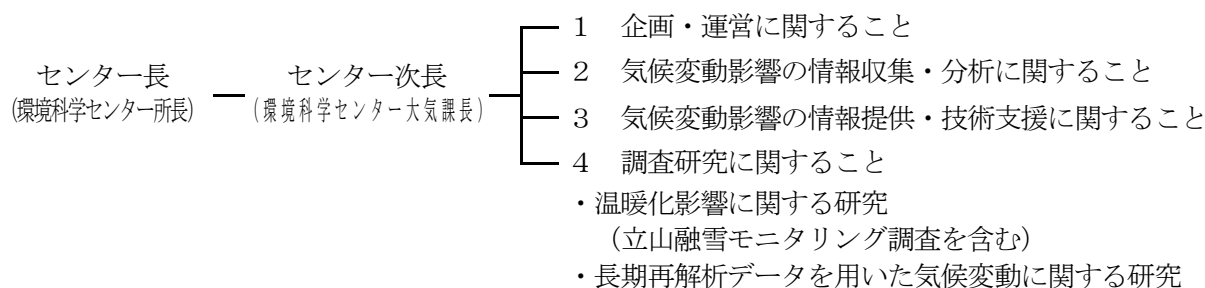 センター長
(環境科学センター所長)
センター次長
(環境科学センター大気課長)
1 企画・運営に関すること
2 気候変動影響の情報収集・分析に関すること
3 気候変動影響の情報提供・技術支援に関すること
4 調査研究に関すること
・温暖化影響に関する研究
（立山融雪モニタリング調査を含む）
・長期再解析データを用いた気候変動に関する研究